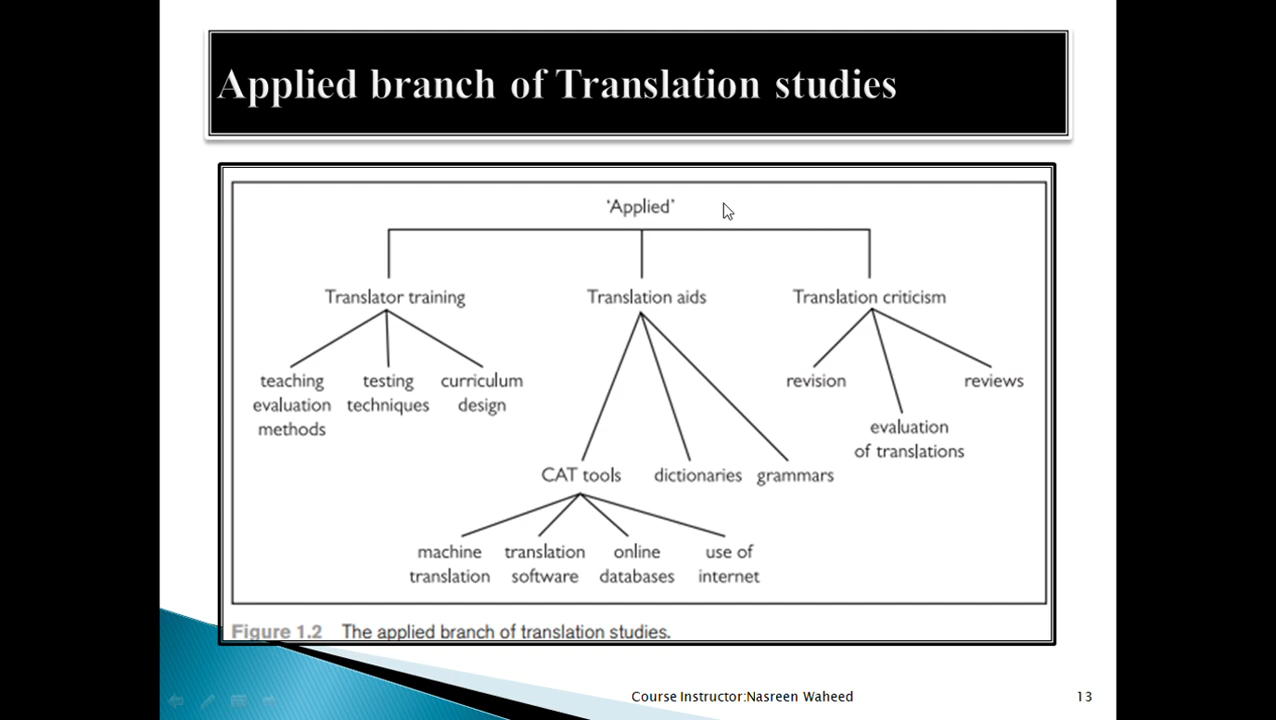 Applied branch of Translation studies
'Applied'
Translator training
Translation aids
Translation criticism
teaching
evaluation
methods
testing
techniques
curriculum
design
revision
evaluation
of translations
reviews
CAT tools
dictionaries
grammars
machine
translation
translation
software
online
databases
use of
internet
Figure 1.2 The applied branch of translation studies.
Course Instructor:Nasreen Waheed
13